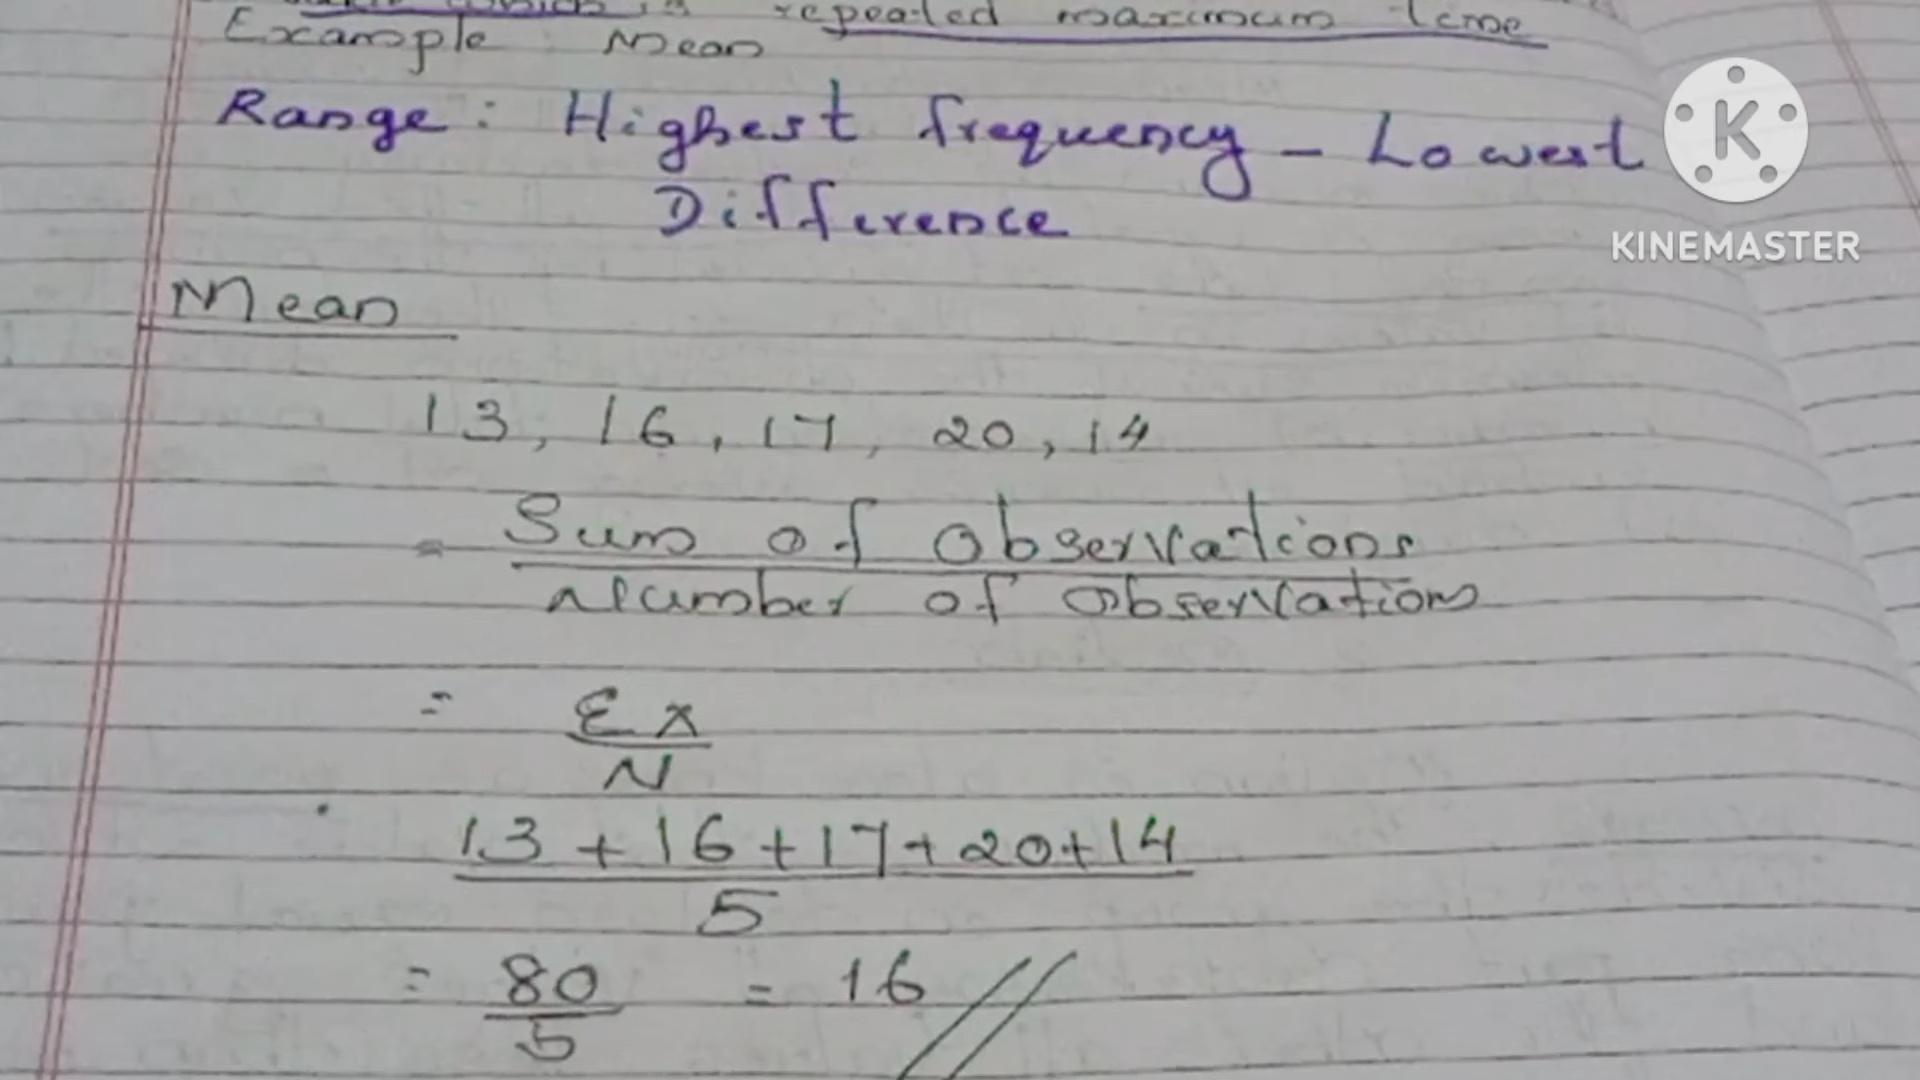 repeated maximum time
Example Mean
Range: Highest frequency - Lowest
Difference
KINEMASTER
Mean
13, 16, 17, 20, 14
= Sum of observations
Number of observation
= Σx
N
13+16+17+20+14
5
= 80 = 16
5